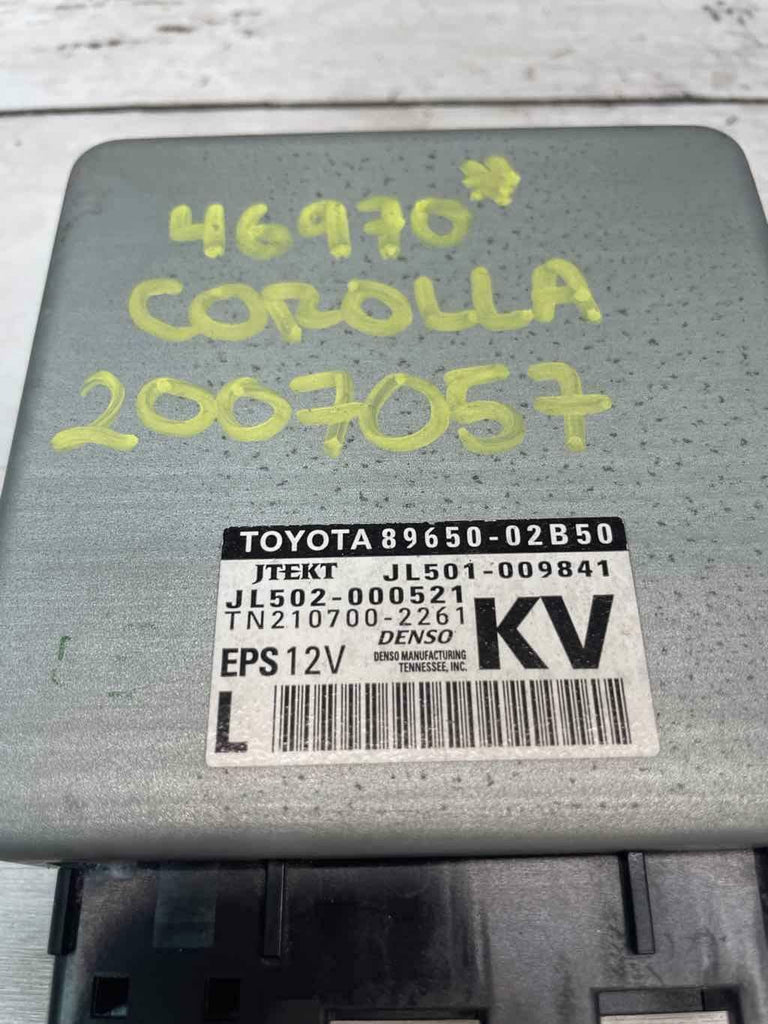 46970*
COROLLA
2007057
TOYOTA 89650-02B50
JTEKT JL501-009841
JL502-000521
TN210700-2261
DENSO
KV
EPS 12V
DENSO MANUFACTURING
TENNESSEE, INC.
L